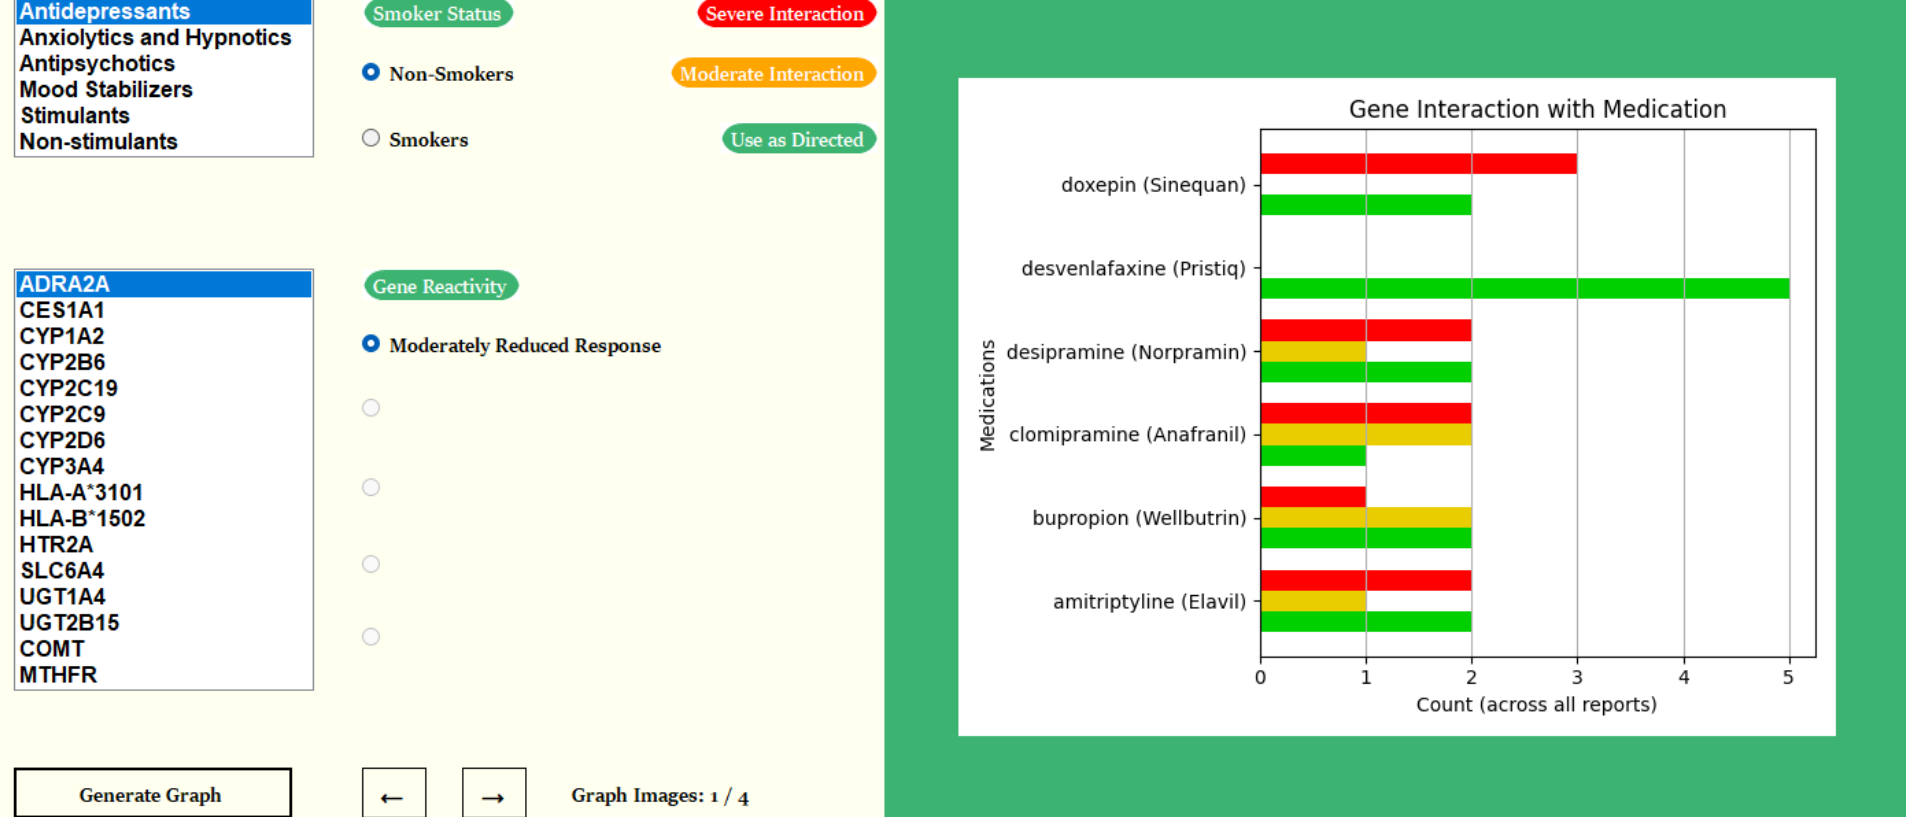 Antidepressants
Anxiolytics and Hypnotics
Antipsychotics
Mood Stabilizers
Stimulants
Non-stimulants
Smoker Status
Non-Smokers
Smokers
Severe Interaction
Moderate Interaction
Use as Directed
ADRA2A
CES1A1
CYP1A2
CYP2B6
CYP2C19
CYP2C9
CYP2D6
CYP3A4
HLA-A*3101
HLA-B*1502
HTR2A
SLC6A4
UGT1A4
UGT2B15
COMT
MTHFR
Gene Reactivity
Moderately Reduced Response
Generate Graph
← → Graph Images: 1 / 4
Gene Interaction with Medication
Medications
doxepin (Sinequan)
desvenlafaxine (Pristiq)
desipramine (Norpramin)
clomipramine (Anafranil)
bupropion (Wellbutrin)
amitriptyline (Elavil)
0 1 2 3 4 5
Count (across all reports)